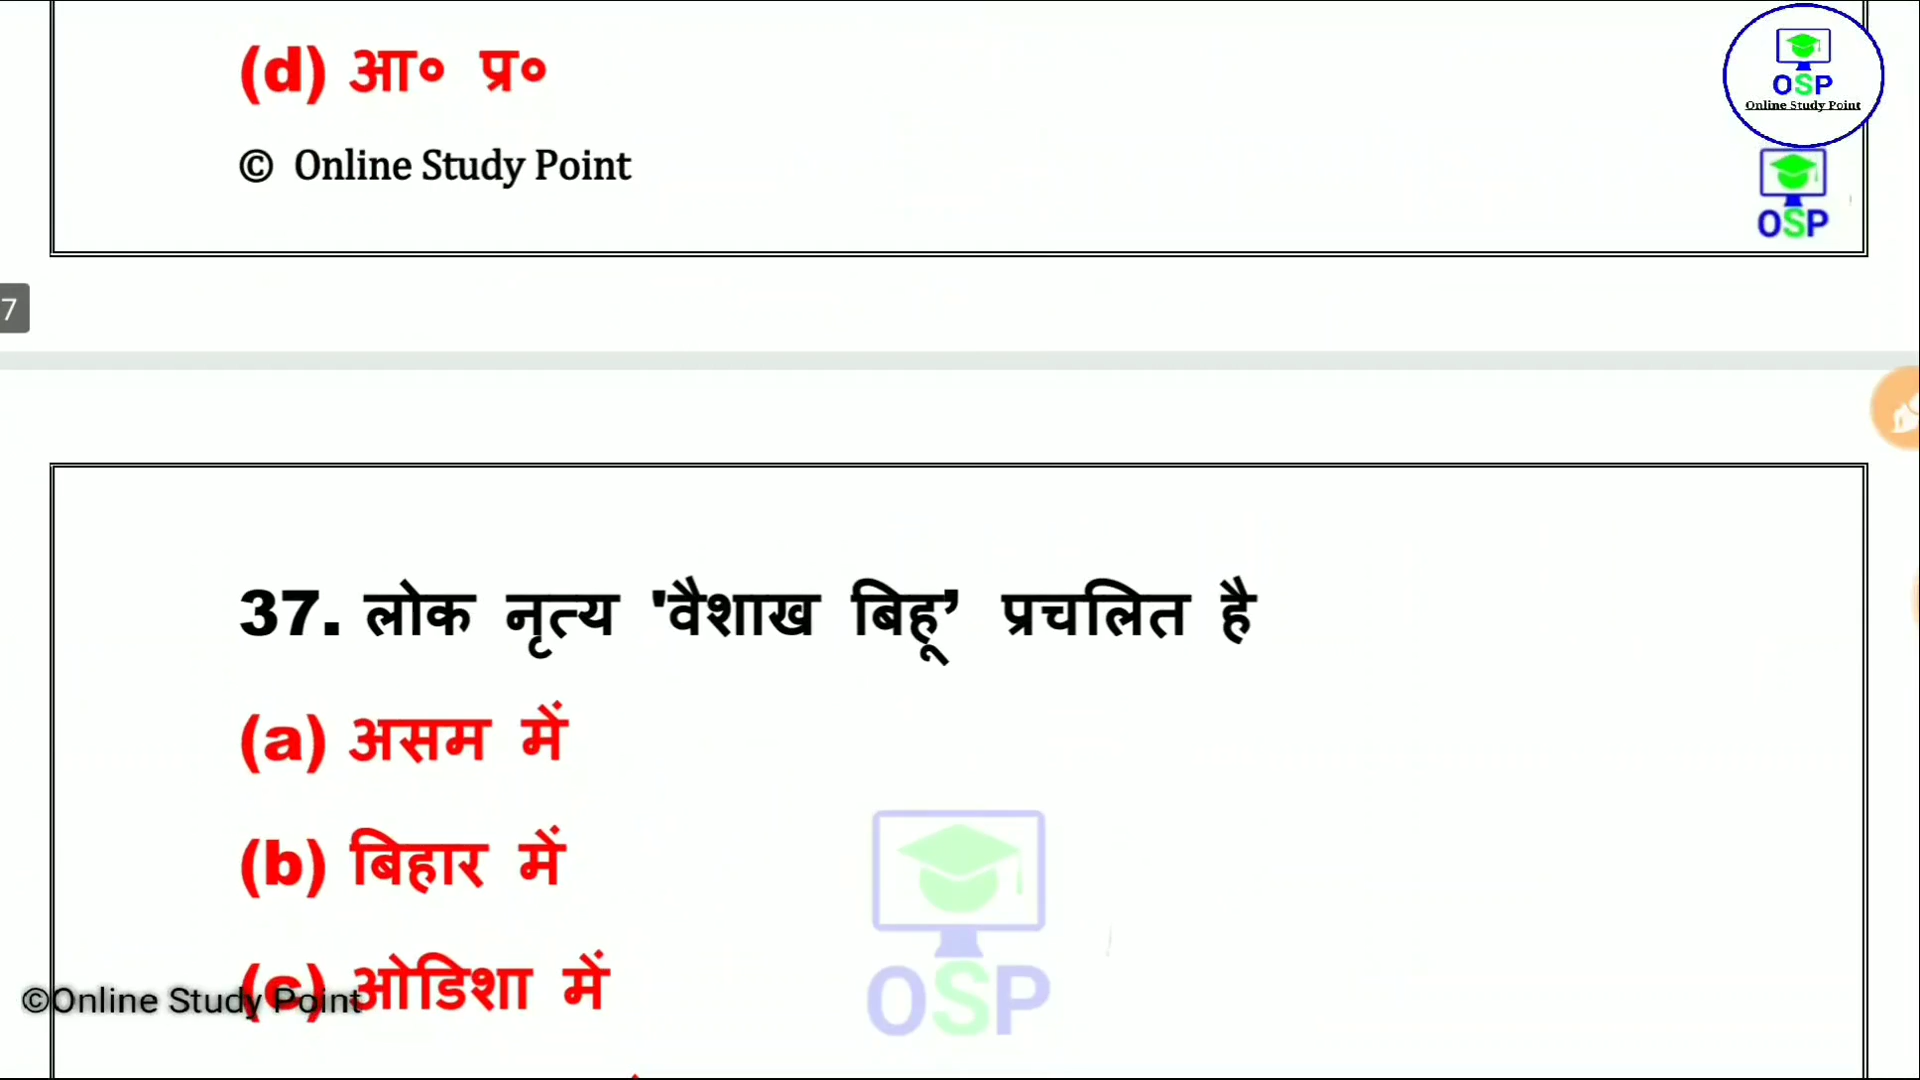 (d) आ० प्र०
OSP
Online Study Point
© Online Study Point
OSP
7
37. लोक नृत्य 'वैशाख बिहू’ प्रचलित है
(a) असम में
(b) बिहार में
(c) ओडिशा में
©Online Study Point
OSP